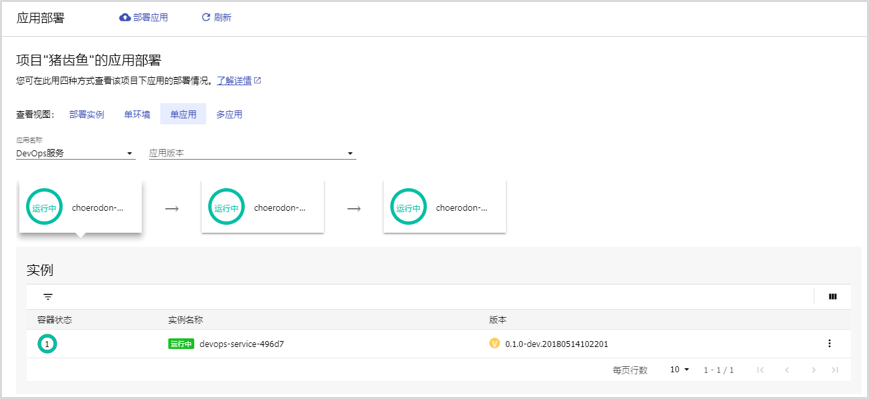 应用部署 部署应用 刷新
项目"猪齿鱼"的应用部署
您可在此用四种方式查看该项目下应用的部署情况。了解详情
查看视图： 部署实例 单环境 单应用 多应用
应用名称
DevOps服务 应用版本
运行中 choerodon-... 运行中 choerodon-... 运行中 choerodon-...
实例
容器状态 实例名称 版本
1 运行中 devops-service-496d7 V 0.1.0-dev.20180514102201
每页行数 10 1 - 1 / 1